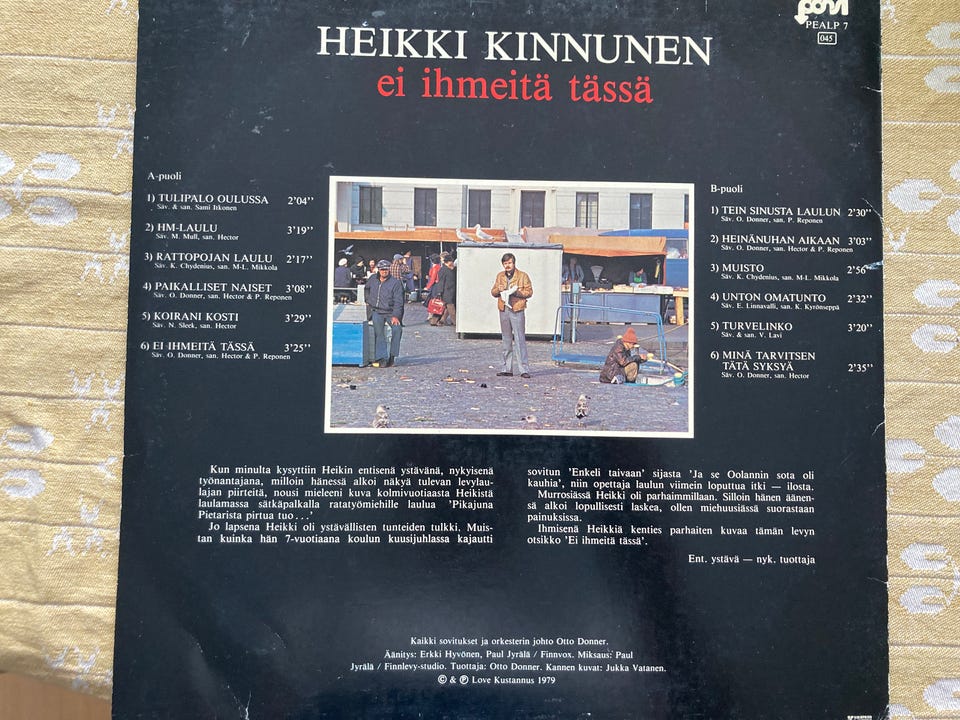 povi
PEALP 7
045
HEIKKI KINNUNEN
ei ihmeitä tässä
A-puoli
1) TULIPALO OULUSSA 2'04''
Säv. & san. Sami Itkonen
2) HM-LAULU 3'19''
Säv. M. Mull, san. Hector
3) RATTOPOJAN LAULU 2'17''
Säv. K. Chydenius, san. M-L. Mikkola
4) PAIKALLISET NAISET 3'08''
Säv. O. Donner, san. Hector & P. Reponen
5) KOIRANI KOSTI 3'29''
Säv. N. Sleek, san. Hector
6) EI IHMEITÄ TÄSSÄ 3'25''
Säv. O. Donner, san. Hector & P. Reponen
B-puoli
1) TEIN SINUSTA LAULUN 2'30''
Säv. O. Donner, san. P. Reponen
2) HEINÄNUHAN AIKAAN 3'03''
Säv. O. Donner, san. Hector & P. Reponen
3) MUISTO 2'56''
Säv. K. Chydenius, san. M-L. Mikkola
4) UNTON OMATUNTO 2'32''
Säv. E. Linnavalli, san. K. Kyrönseppä
5) TURVELINKO 3'20''
Säv. & san. V. Lavi
6) MINÄ TARVITSEN
TÄTÄ SYKSYÄ 2'35''
Säv. O. Donner, san. Hector
Kun minulta kysyttiin Heikin entisenä ystävänä, nykyisenä
työnantajana, milloin hänessä alkoi näkyä tulevan levylau-
lajan piirteitä, nousi mieleeni kuva kolmivuotiaasta Heikistä
laulamassa sätkäpalkalla ratatyömiehille laulua 'Pikajuna
Pietarista pirtua tuo...'
Jo lapsena Heikki oli ystävällisten tunteiden tulkki. Muis-
tan kuinka hän 7-vuotiaana koulun kuusijuhlassa kajautti
sovitun 'Enkeli taivaan' sijasta 'Ja se Oolannin sota oli
kauhia', niin opettaja laulun viimein loputtua itki — ilosta.
Murrosiässä Heikki oli parhaimmillaan. Silloin hänen äänen-
sä alkoi lopullisesti laskea, ollen miehuusiässä suorastaan
painuksissa.
Ihmisenä Heikkiä kenties parhaiten kuvaa tämän levyn
otsikko 'Ei ihmeitä tässä'.
Ent. ystävä — nyk. tuottaja
Kaikki sovitukset ja orkesterin johto Otto Donner.
Äänitys: Erkki Hyvönen, Paul Jyrälä / Finnvox. Miksaus: Paul
Jyrälä / Finnlevy-studio. Tuottaja: Otto Donner. Kannen kuvat: Jukka Vatanen.
© & ℗ Love Kustannus 1979